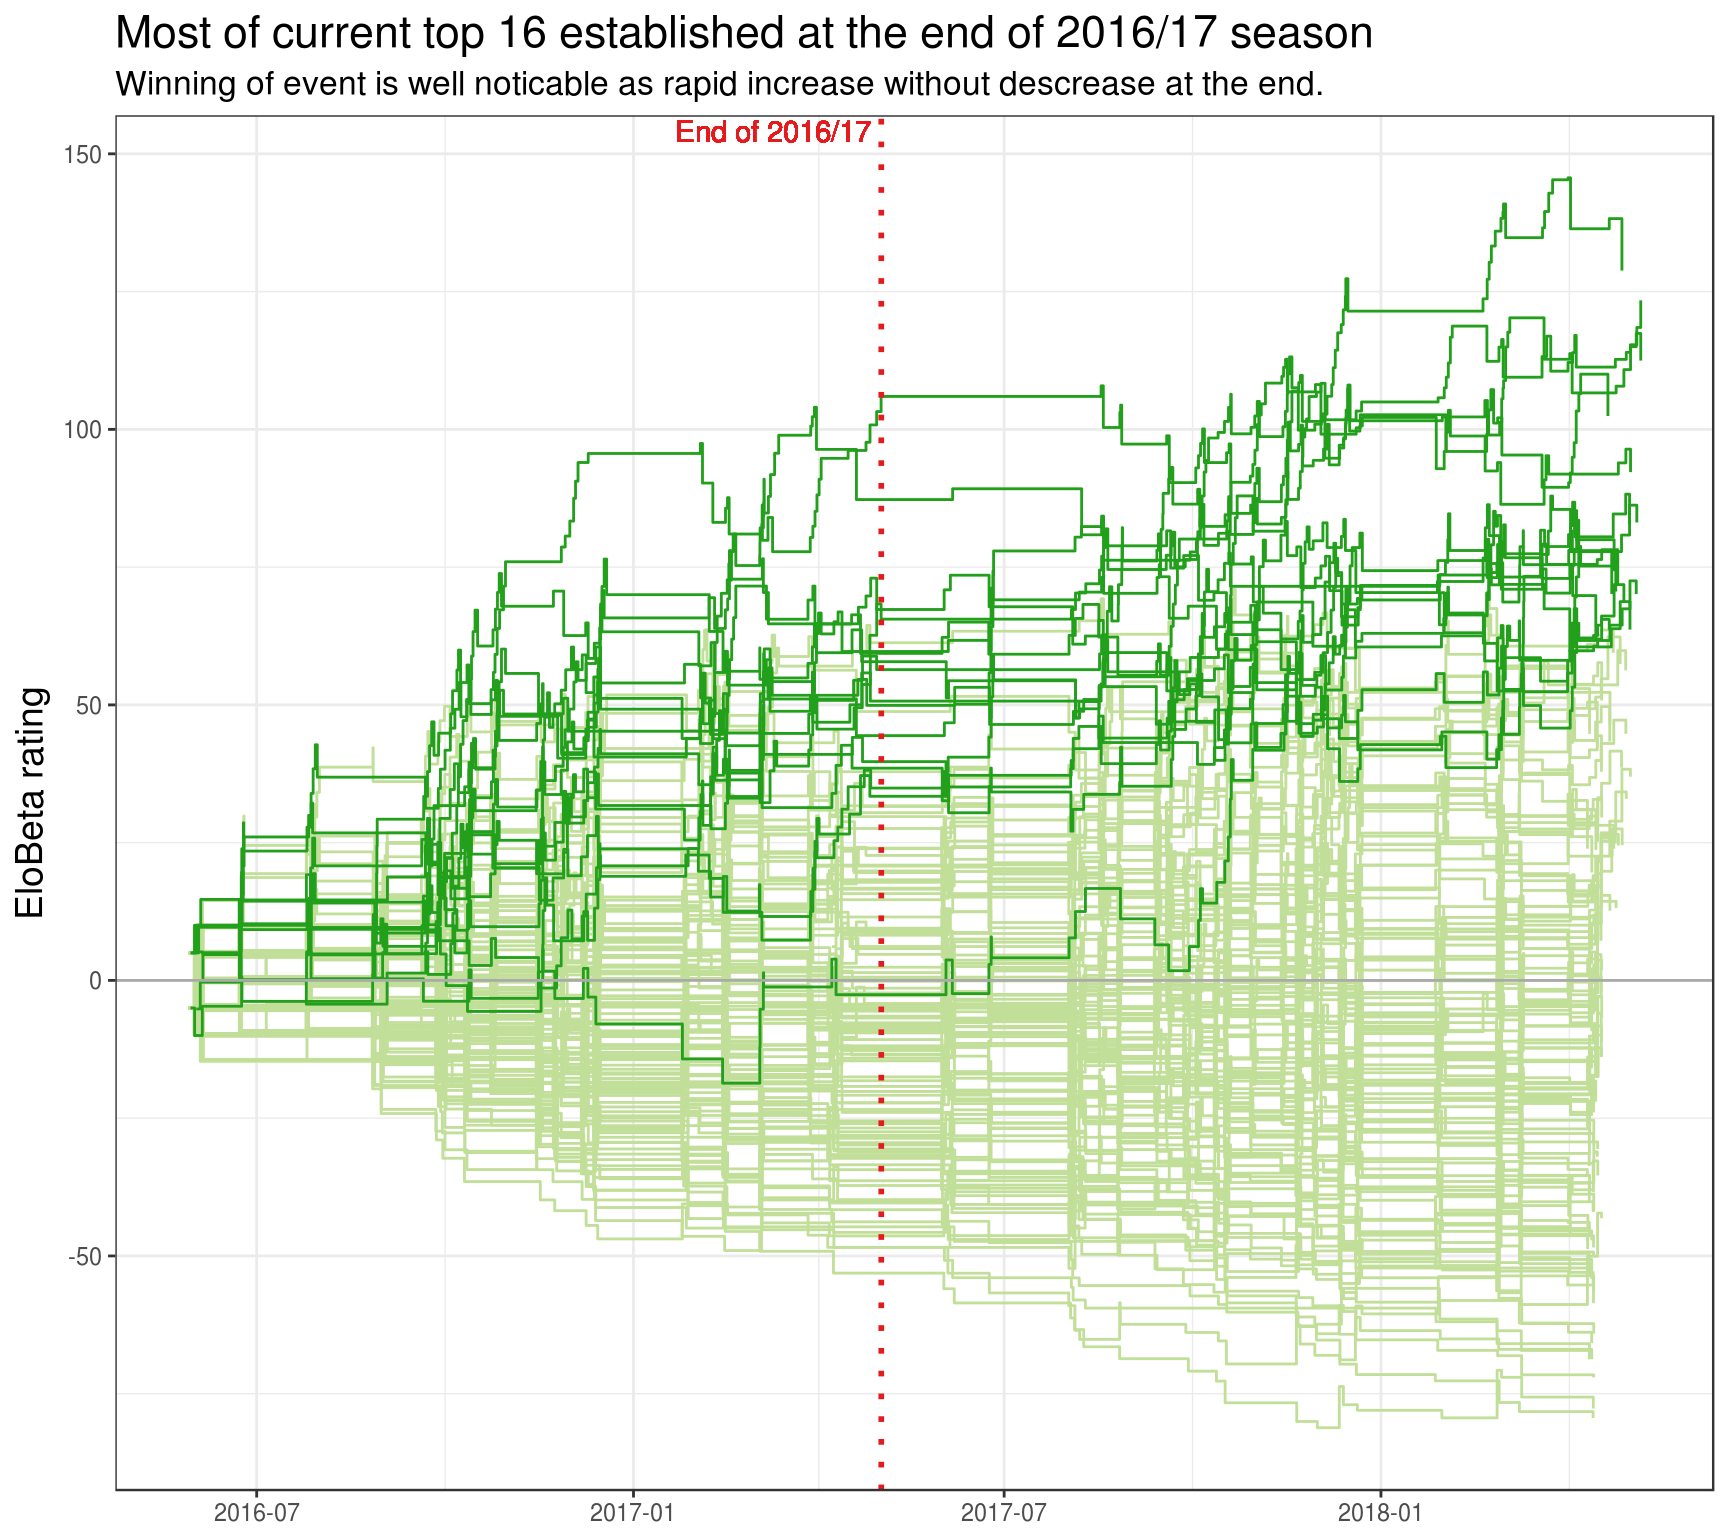 Most of current top 16 established at the end of 2016/17 season
Winning of event is well noticable as rapid increase without descrease at the end.
End of 2016/17
150
100
50
0
-50
EloBeta rating
2016-07
2017-01
2017-07
2018-01